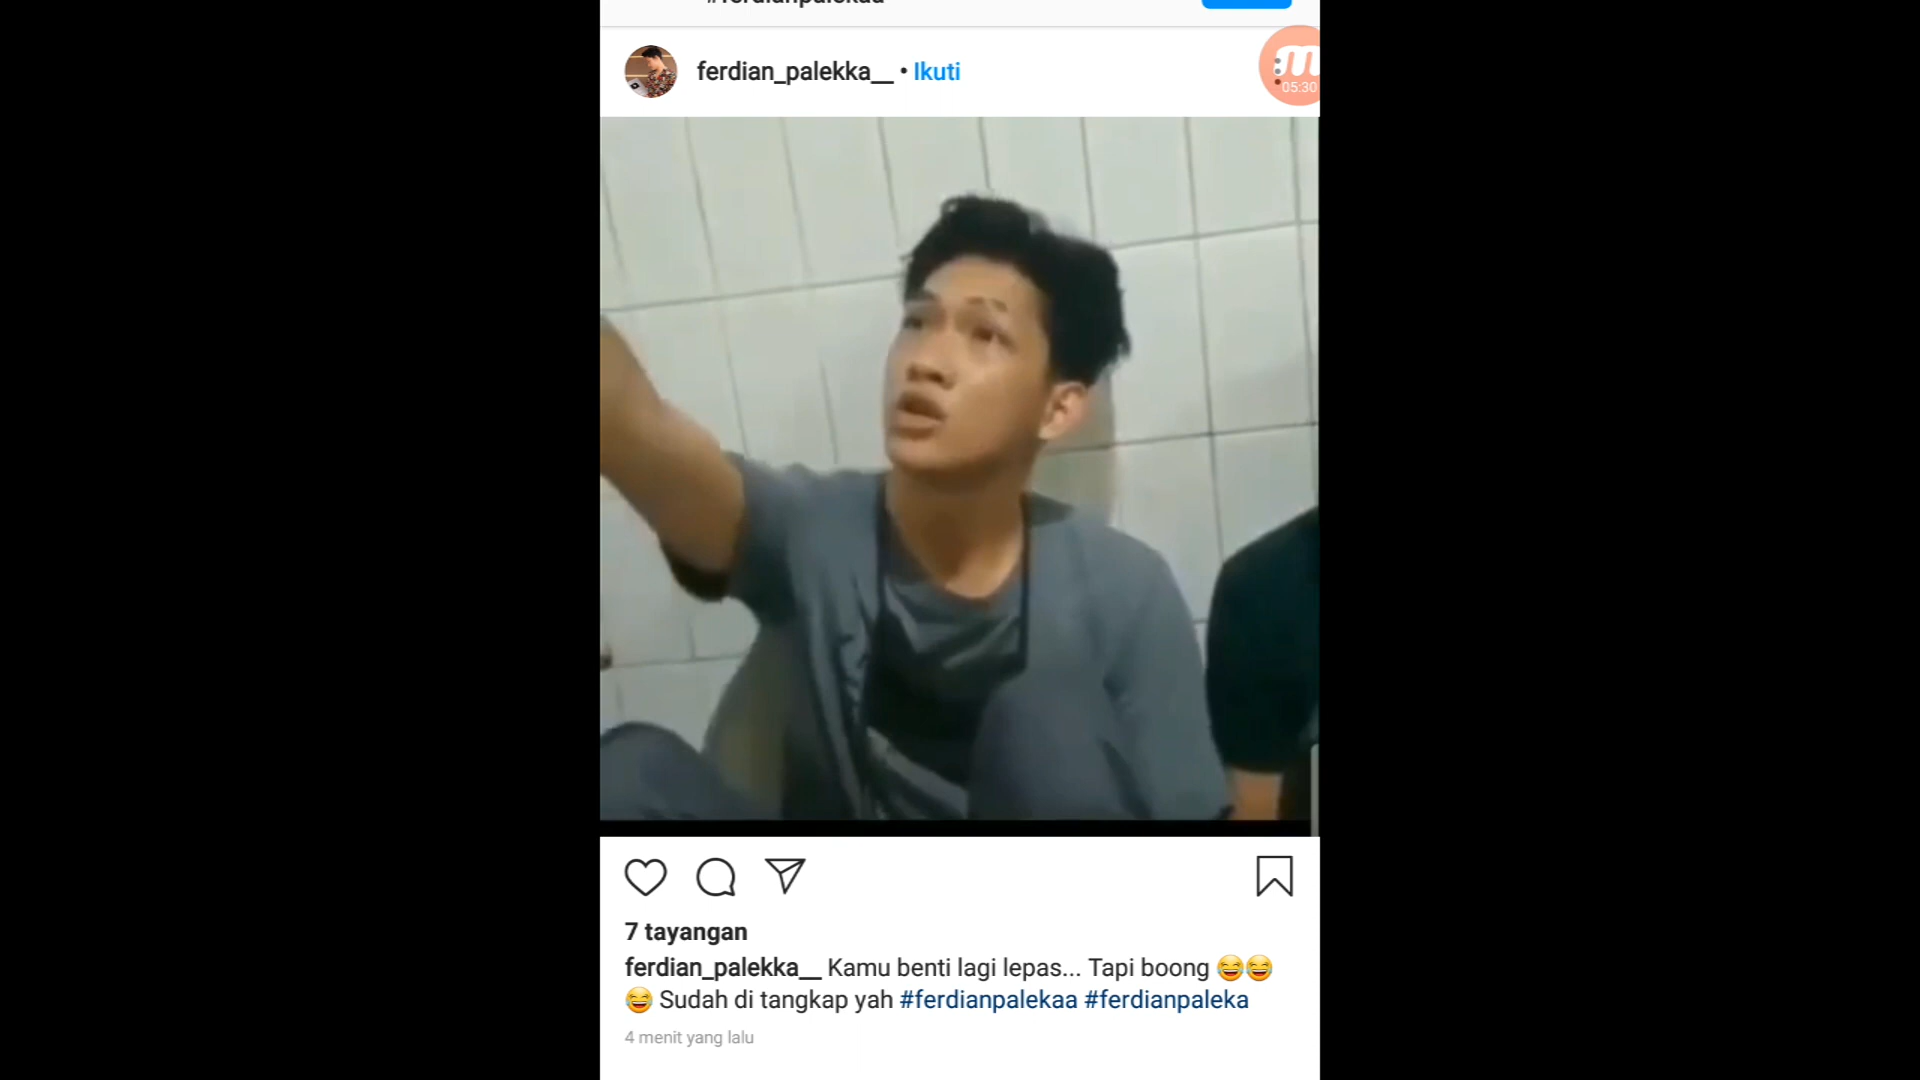 #ferdianpalekaa
ferdian_palekka__ • Ikuti
m
05:30
7 tayangan
ferdian_palekka__ Kamu benti lagi lepas... Tapi boong 😂😂
😂 Sudah di tangkap yah #ferdianpalekaa #ferdianpaleka
4 menit yang lalu